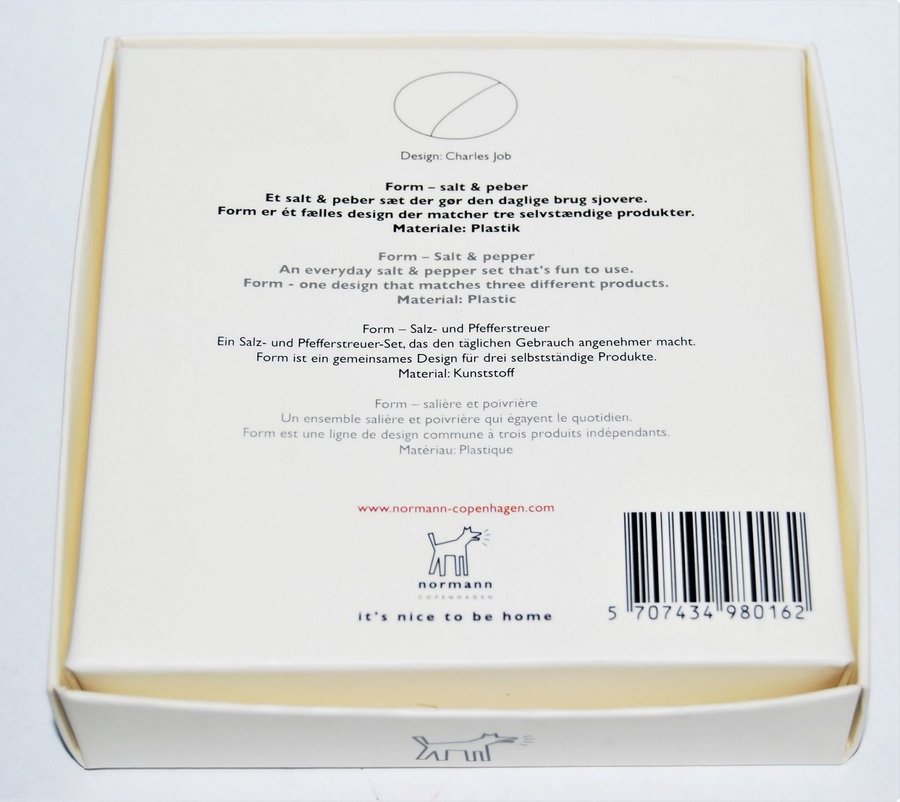 Design: Charles Job
Form – salt & peber
Et salt & peber sæt der gør den daglige brug sjovere.
Form er ét fælles design der matcher tre selvstændige produkter.
Materiale: Plastik
Form – Salt & pepper
An everyday salt & pepper set that's fun to use.
Form - one design that matches three different products.
Material: Plastic
Form – Salz- und Pfefferstreuer
Ein Salz- und Pfefferstreuer-Set, das den täglichen Gebrauch angenehmer macht.
Form ist ein gemeinsames Design für drei selbstständige Produkte.
Material: Kunststoff
Form – salière et poivrière
Un ensemble salière et poivrière qui égayent le quotidien.
Form est une ligne de design commune à trois produits indépendants.
Matériau: Plastique
www.normann-copenhagen.com
normann
COPENHAGEN
it's nice to be home
5 707434 980162